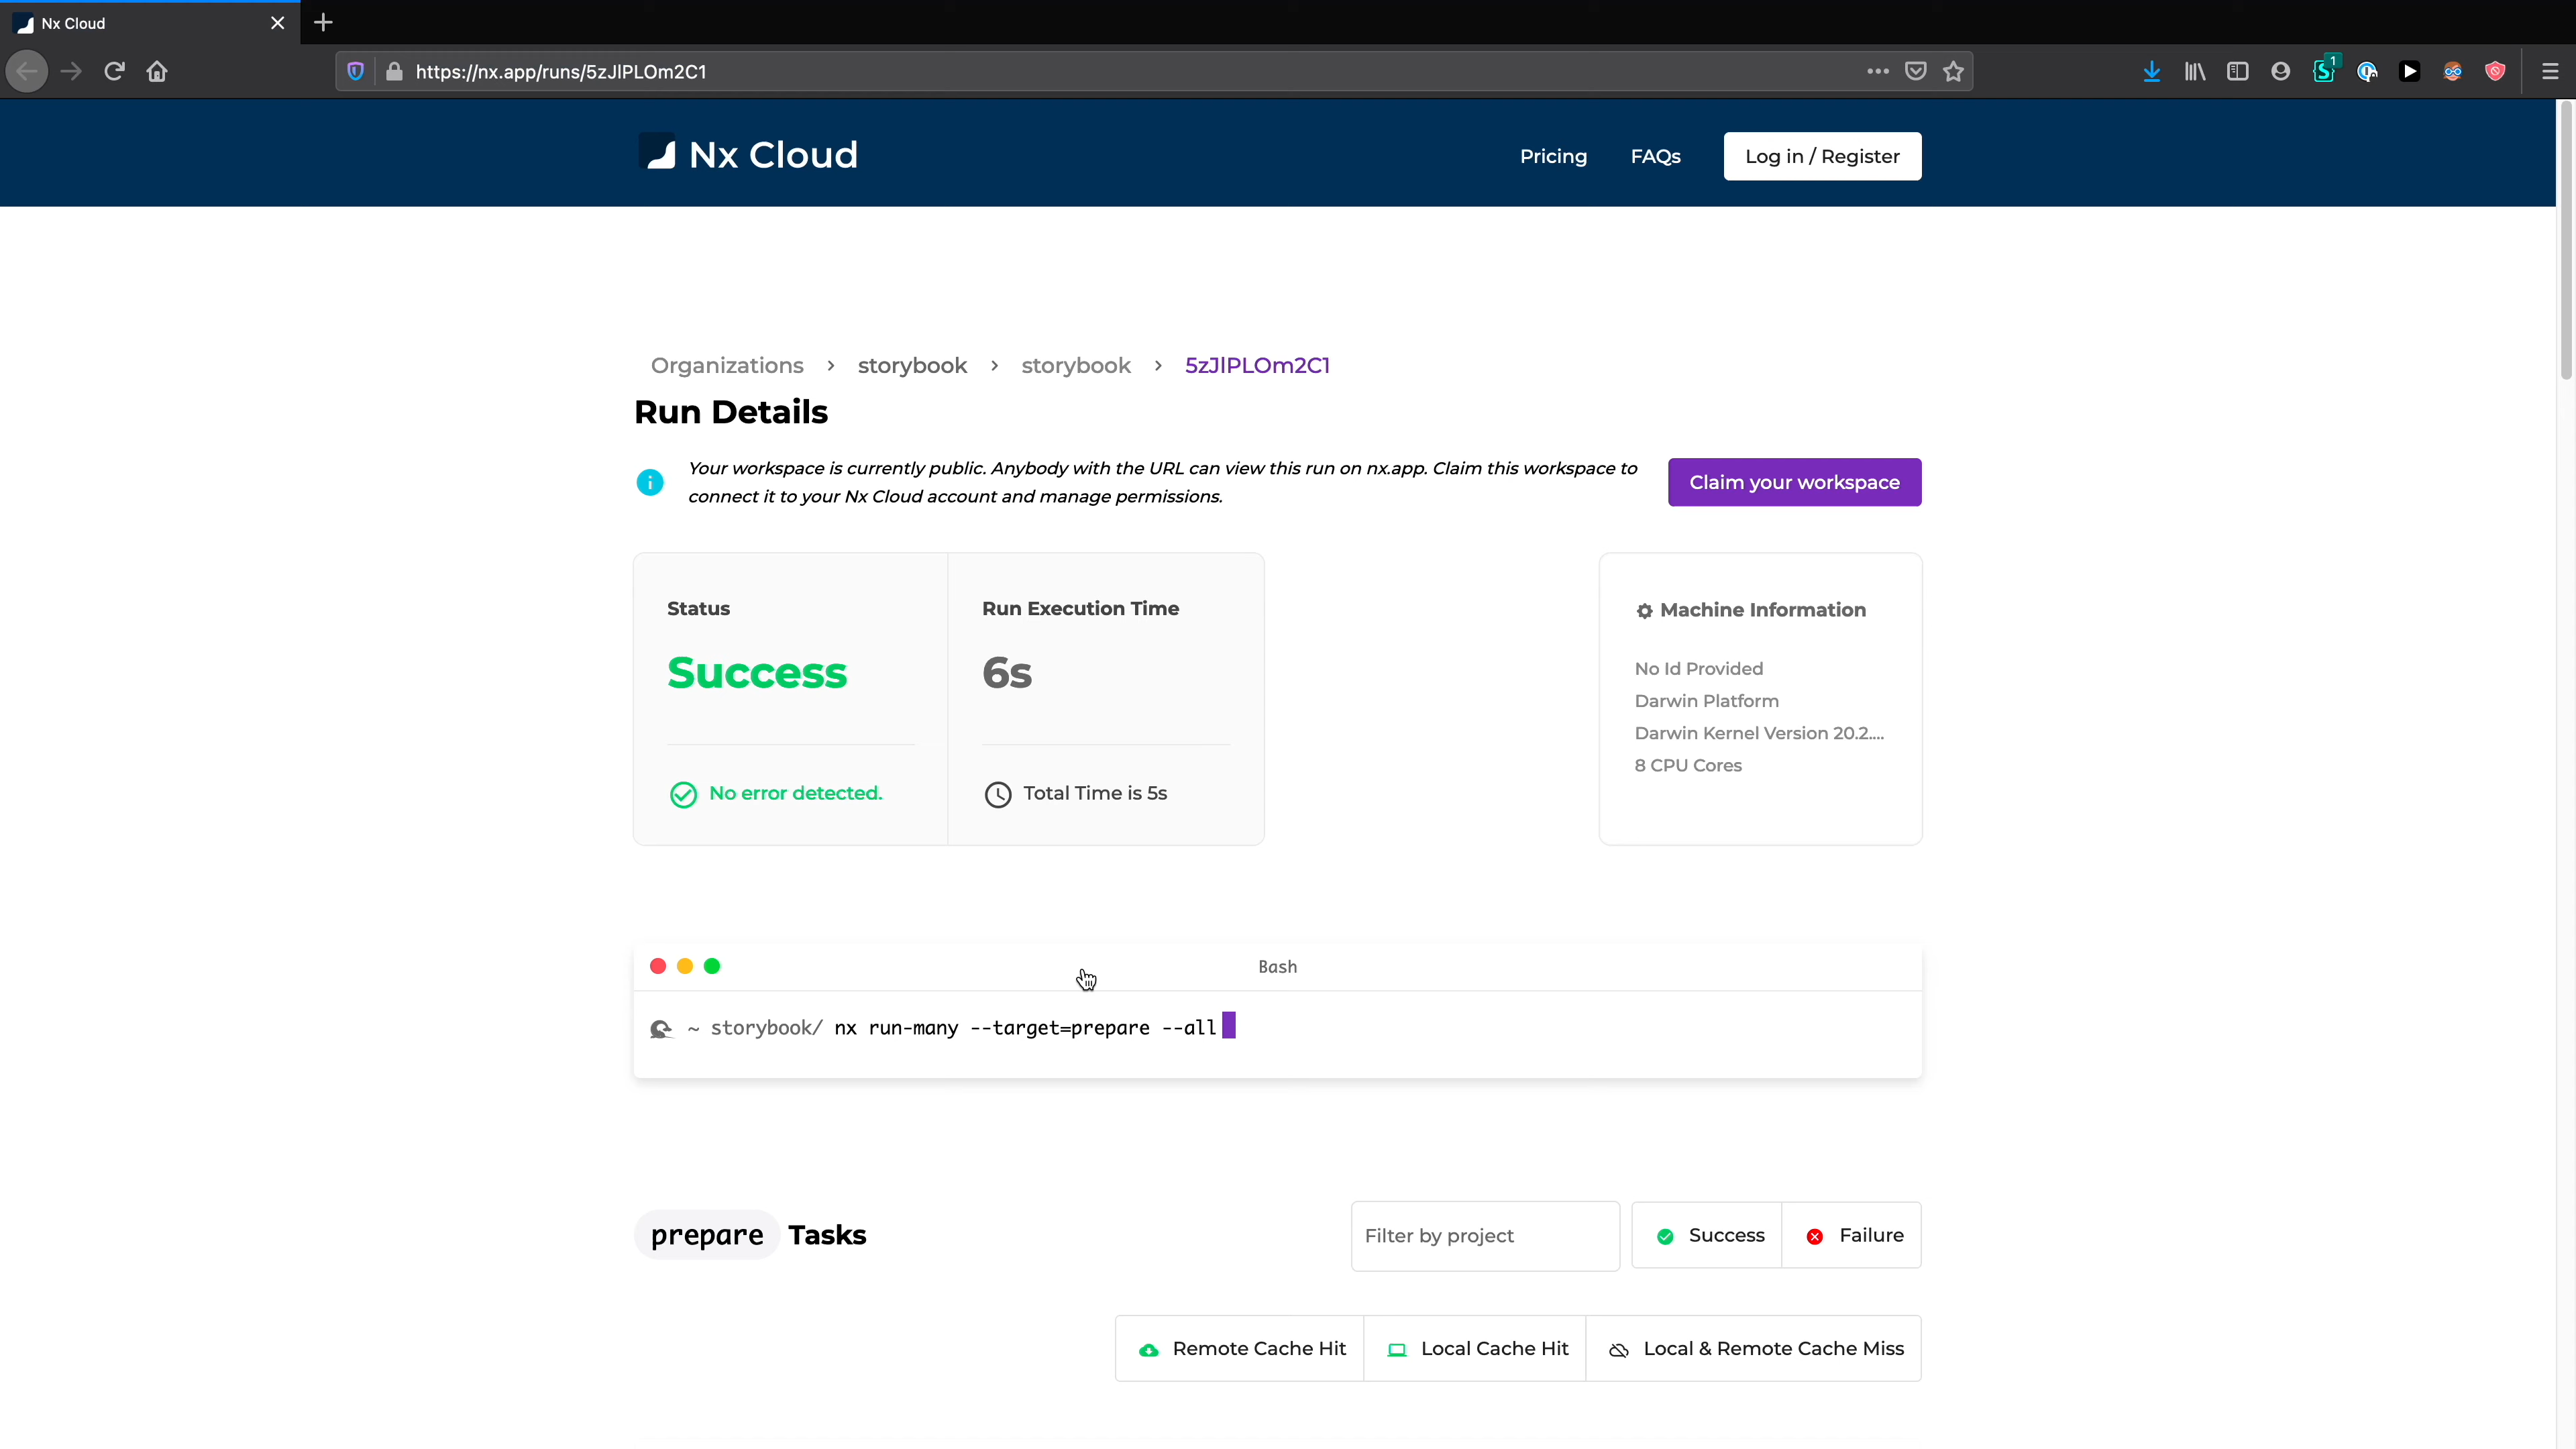 Nx Cloud
https://nx.app/runs/5zJlPLOm2C1
1
Nx Cloud
Pricing
FAQs
Log in / Register
Organizations > storybook > storybook > 5zJlPLOm2C1
Run Details
Your workspace is currently public. Anybody with the URL can view this run on nx.app. Claim this workspace to
connect it to your Nx Cloud account and manage permissions.
Claim your workspace
Status
Success
No error detected.
Run Execution Time
6s
Total Time is 5s
Machine Information
No Id Provided
Darwin Platform
Darwin Kernel Version 20.2....
8 CPU Cores
Bash
~ storybook/ nx run-many --target=prepare --all
prepare Tasks
Filter by project
Success
Failure
Remote Cache Hit
Local Cache Hit
Local & Remote Cache Miss